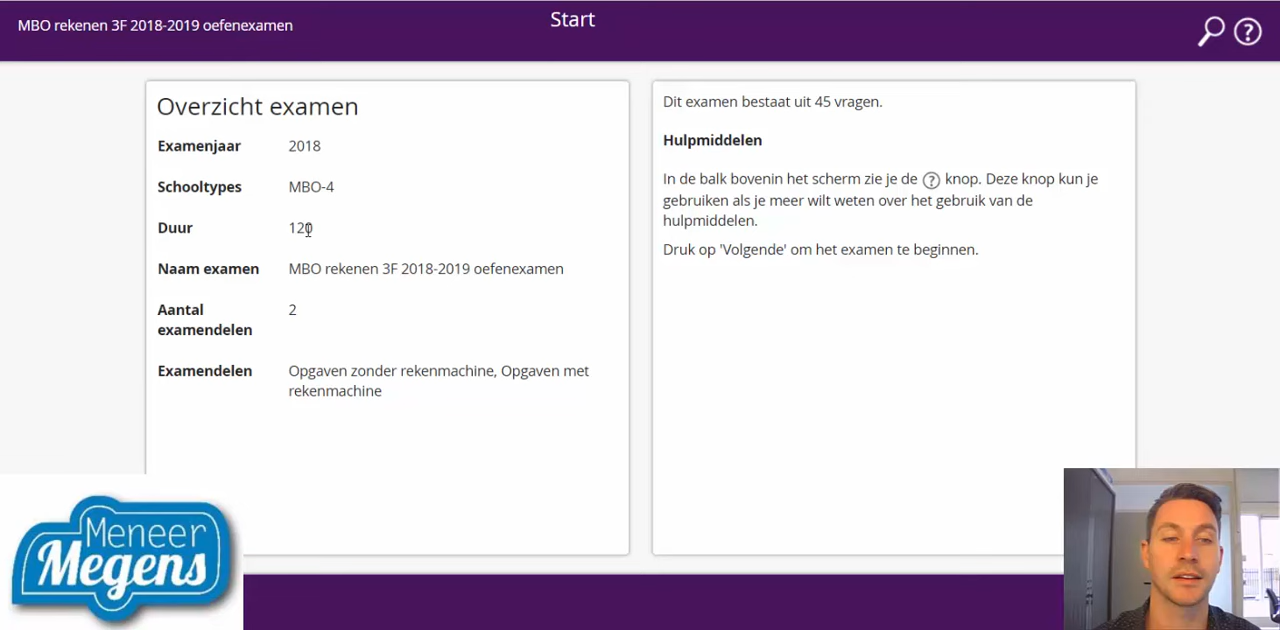 MBO rekenen 3F 2018-2019 oefenexamen
Start
Overzicht examen
Examenjaar 2018
Schooltypes MBO-4
Duur 120
Naam examen MBO rekenen 3F 2018-2019 oefenexamen
Aantal examendelen 2
Examendelen Opgaven zonder rekenmachine, Opgaven met
rekenmachine
Dit examen bestaat uit 45 vragen.
Hulpmiddelen
In de balk bovenin het scherm zie je de ? knop. Deze knop kun je
gebruiken als je meer wilt weten over het gebruik van de
hulpmiddelen.
Druk op 'Volgende' om het examen te beginnen.
Meneer
Megens